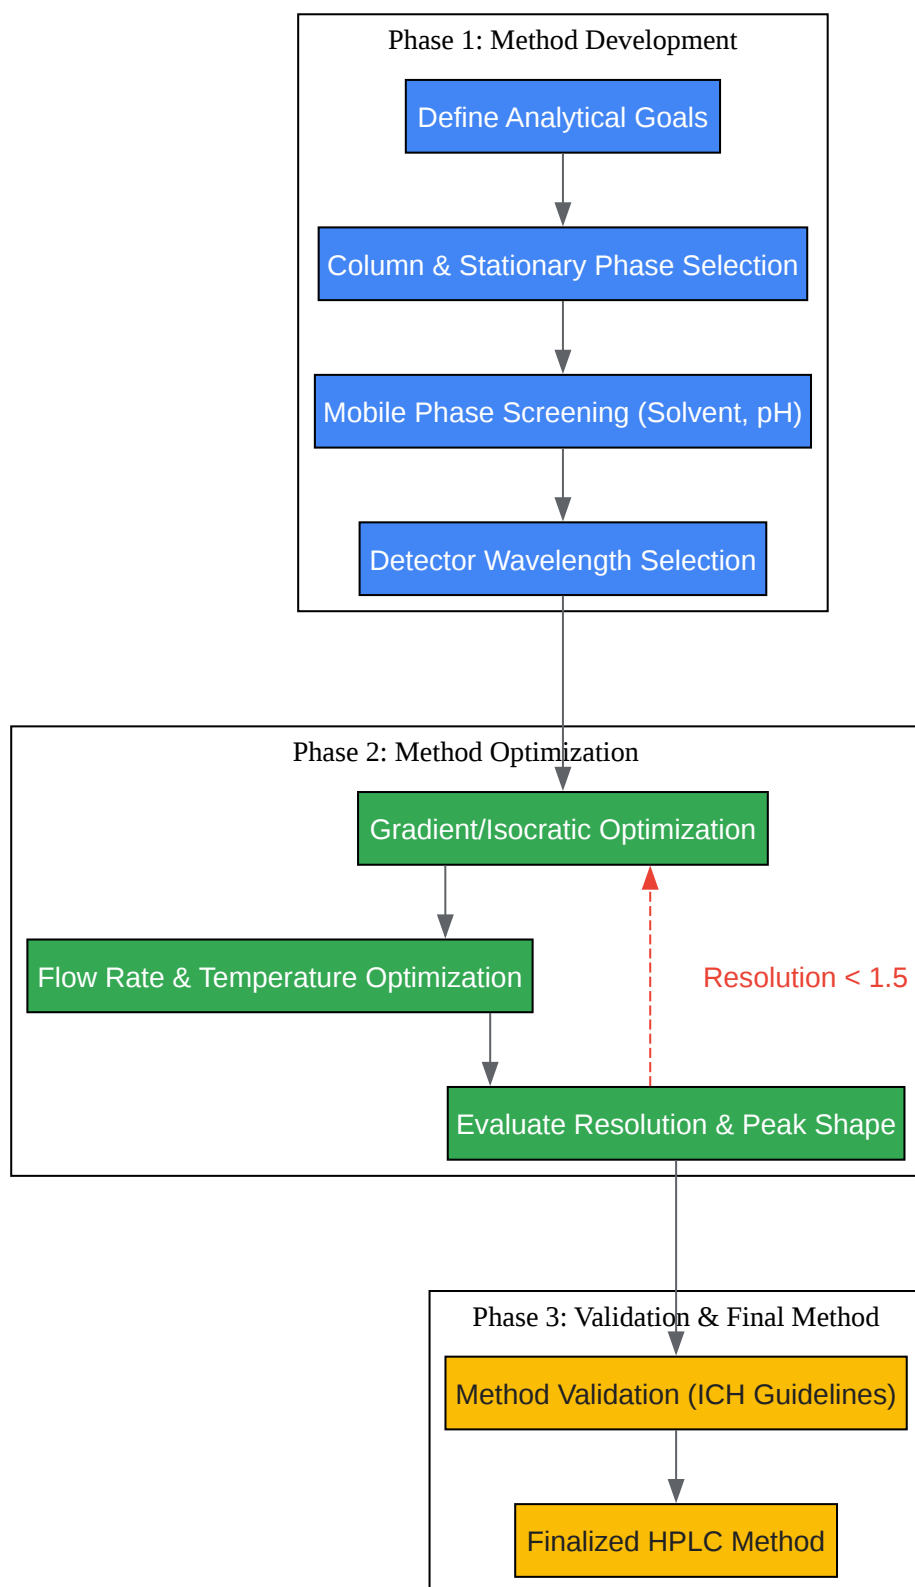 Phase 1: Method Development
Define Analytical Goals
Column & Stationary Phase Selection
Mobile Phase Screening (Solvent, pH)
Detector Wavelength Selection
Phase 2: Method Optimization
Gradient/Isocratic Optimization
Flow Rate & Temperature Optimization
Resolution < 1.5
Evaluate Resolution & Peak Shape
Phase 3: Validation & Final Method
Method Validation (ICH Guidelines)
Finalized HPLC Method